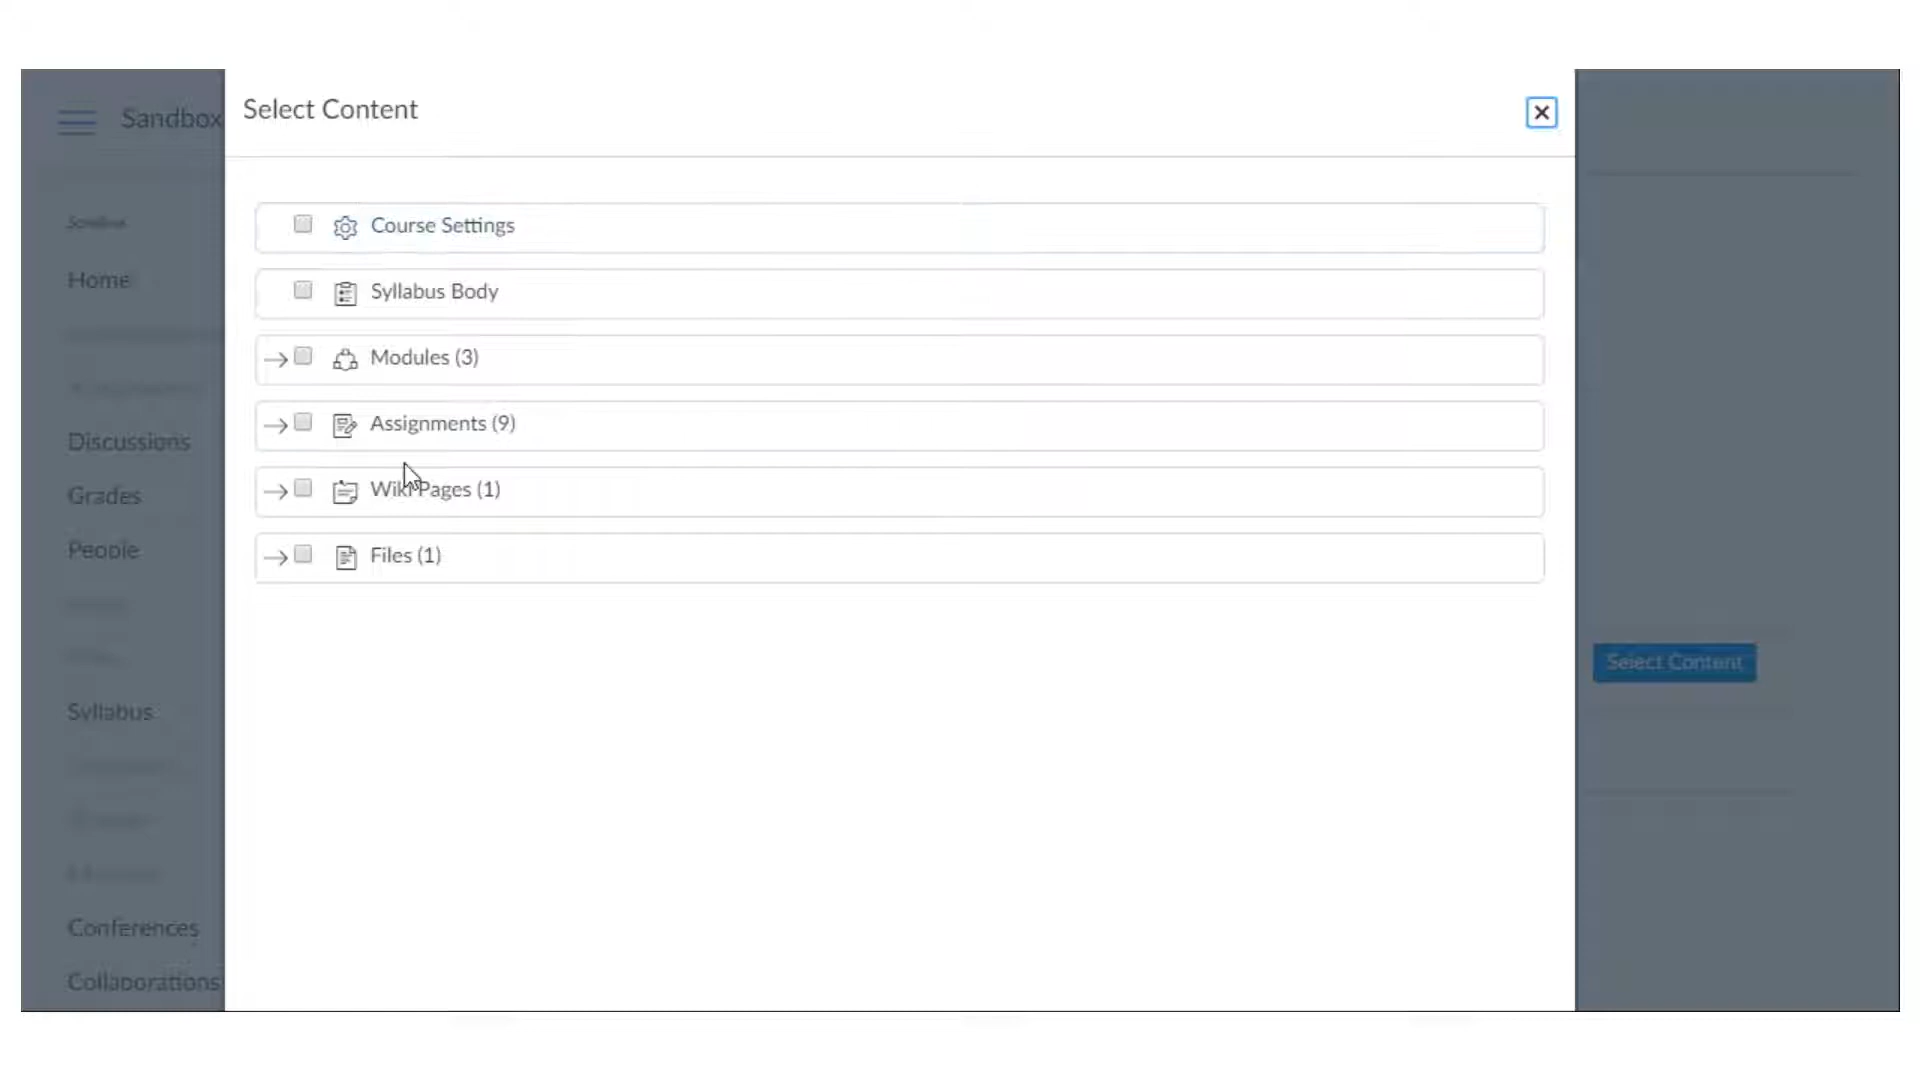 Sandbox
Select Content
Sandbox
Home
Discussions
Grades
People
Syllabus
Conferences
Collaborations
Course Settings
Syllabus Body
Modules (3)
Assignments (9)
Wiki Pages (1)
Files (1)
Select Content